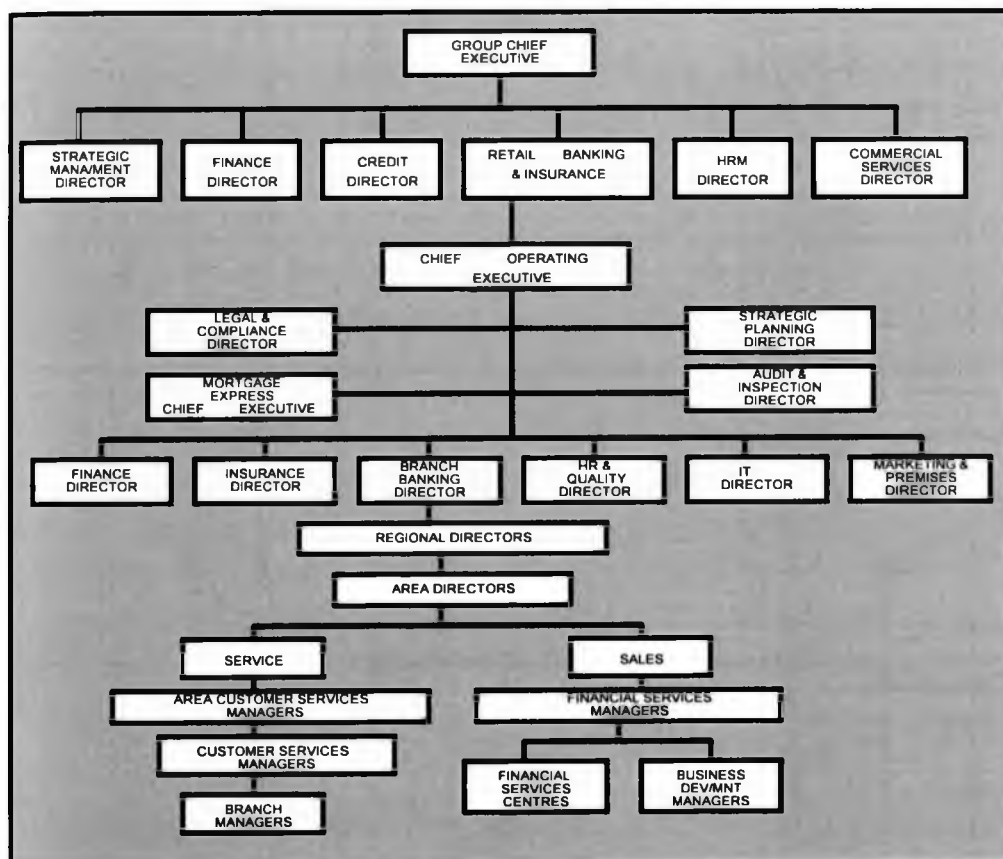 GROUP CHIEF
EXECUTIVE
STRATEGIC
MANA/MENT
DIRECTOR
FINANCE
DIRECTOR
CREDIT
DIRECTOR
RETAIL BANKING
& INSURANCE
HRM
DIRECTOR
COMMERCIAL
SERVICES
DIRECTOR
CHIEF OPERATING
EXECUTIVE
LEGAL &
COMPLIANCE
DIRECTOR
STRATEGIC
PLANNING
DIRECTOR
MORTGAGE
EXPRESS
CHIEF EXECUTIVE
AUDIT &
INSPECTION
DIRECTOR
FINANCE
DIRECTOR
INSURANCE
DIRECTOR
BRANCH
BANKING
DIRECTOR
HR &
QUALITY
DIRECTOR
IT
DIRECTOR
MARKETING &
PREMISES
DIRECTOR
REGIONAL DIRECTORS
AREA DIRECTORS
SERVICE
SALES
AREA CUSTOMER SERVICES
MANAGERS
FINANCIAL SERVICES
MANAGERS
CUSTOMER SERVICES
MANAGERS
FINANCIAL
SERVICES
CENTRES
BUSINESS
DEV/MNT
MANAGERS
BRANCH
MANAGERS